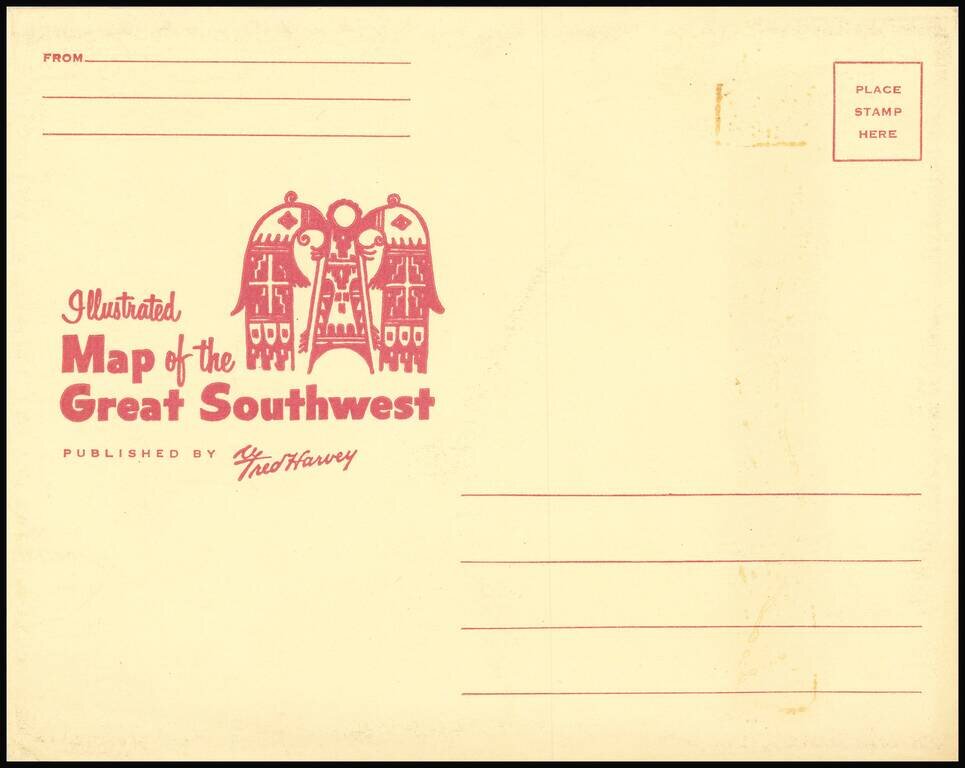 FROM
PLACE
STAMP
HERE
Illustrated
Map of the
Great Southwest
PUBLISHED BY Fred Harvey